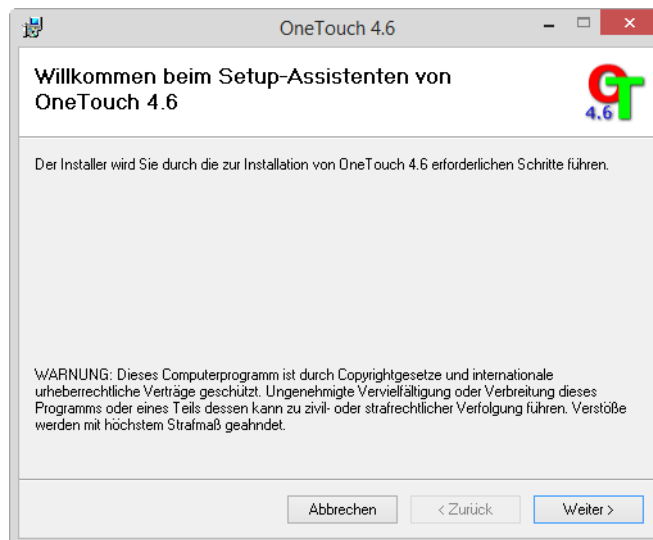 OneTouch 4.6
Willkommen beim Setup-Assistenten von
OneTouch 4.6
OT
4.6
Der Installer wird Sie durch die zur Installation von OneTouch 4.6 erforderlichen Schritte führen.
WARNUNG: Dieses Computerprogramm ist durch Copyrightgesetze und internationale
urheberrechtliche Verträge geschützt. Ungenehmigte Vervielfältigung oder Verbreitung dieses
Programms oder eines Teils dessen kann zu zivil- oder strafrechtlicher Verfolgung führen. Verstöße
werden mit höchstem Strafmaß geahndet.
Abbrechen
< Zurück
Weiter >